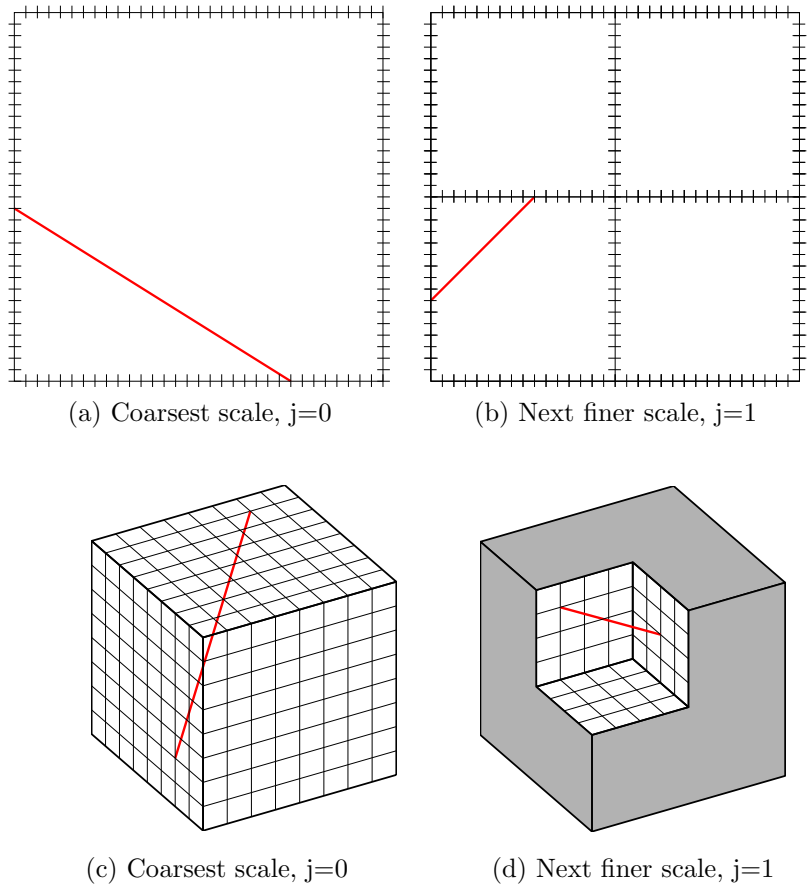 (a) Coarsest scale, j=0
(b) Next finer scale, j=1
(c) Coarsest scale, j=0
(d) Next finer scale, j=1